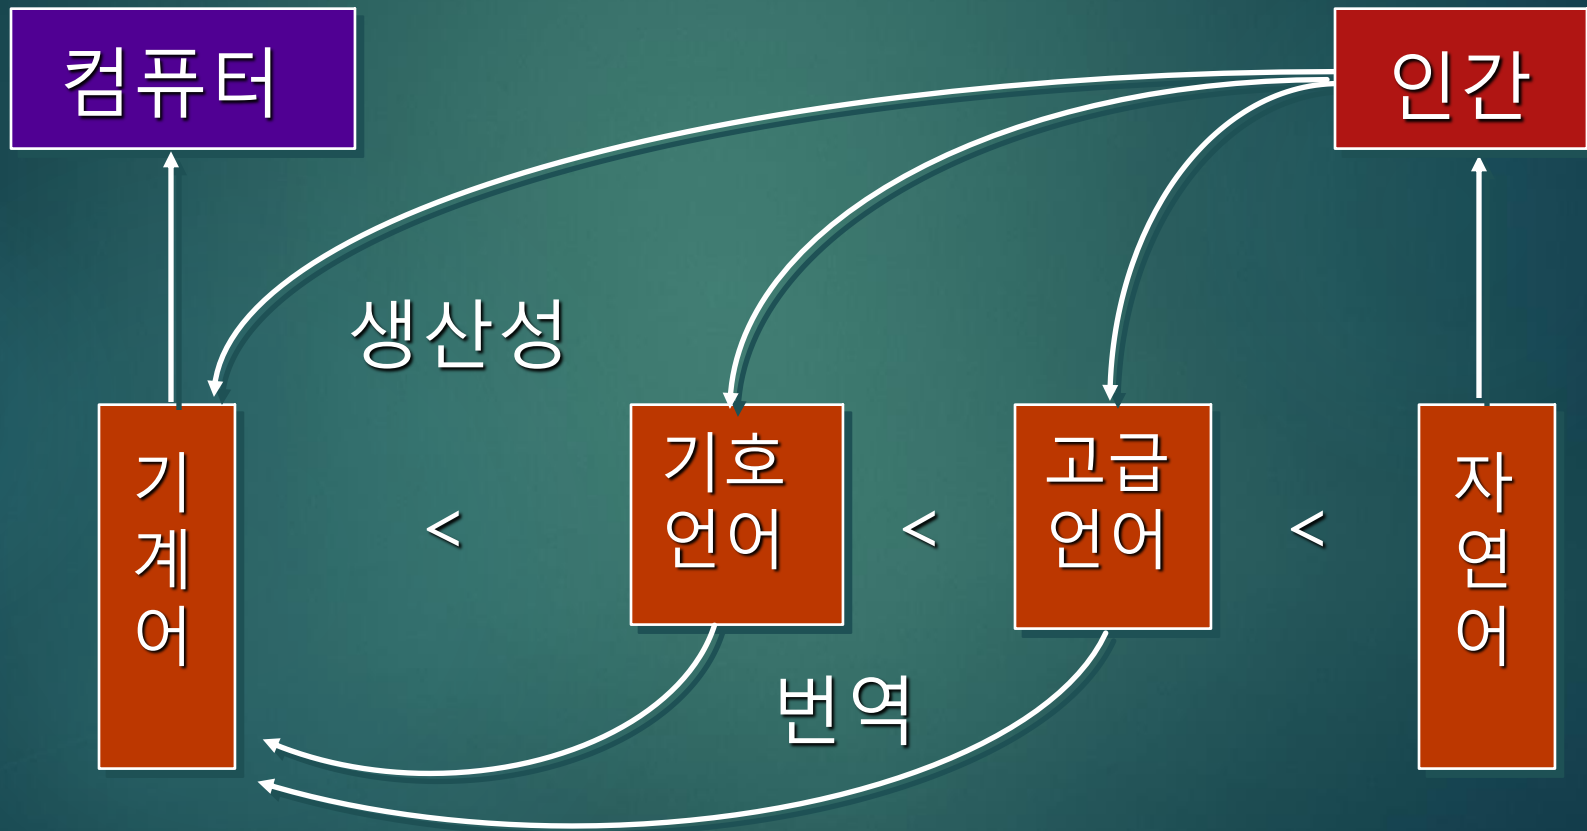 컴퓨터
인간
생산성
기
계
어
<
기호
언어
<
고급
언어
<
자
연
어
번역